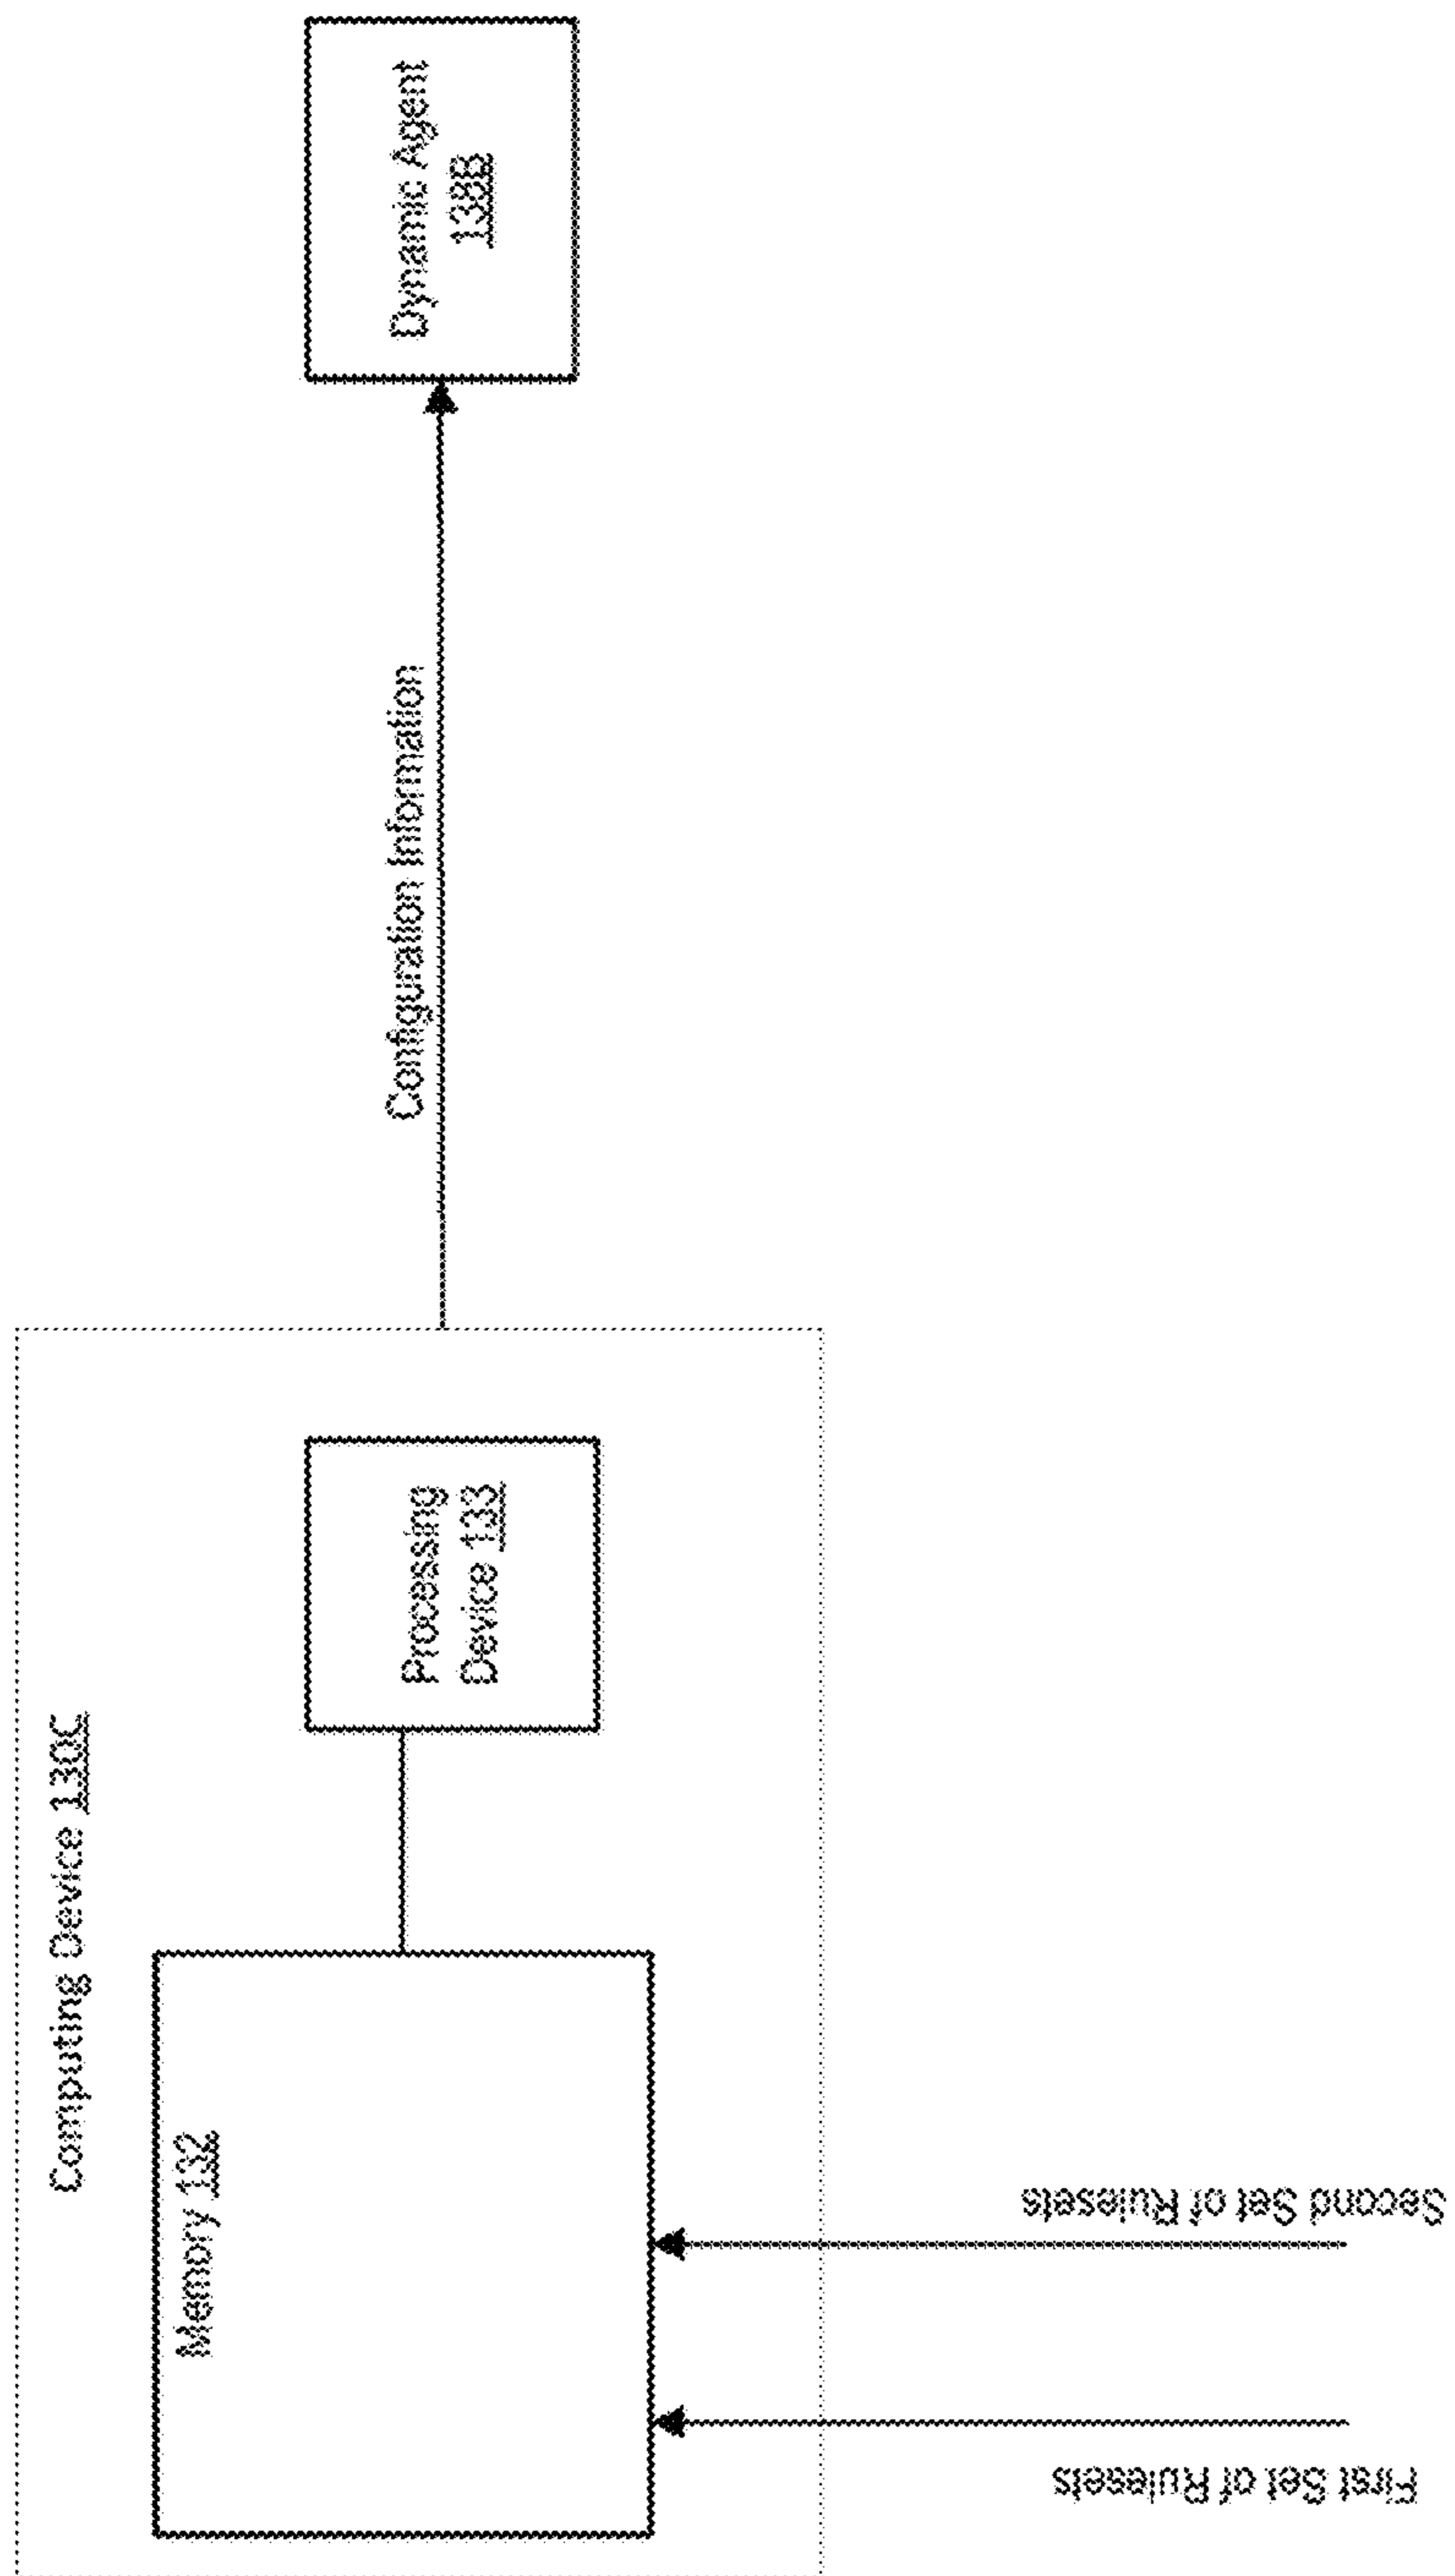 Computing Device 130C
Memory 132
Processing
Device 133
Configuration Information
Dynamic Agent
138B
First Set of Rulesets
Second Set of Rulesets